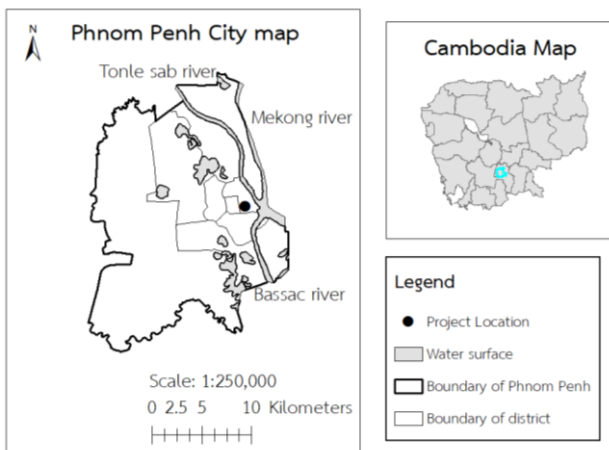 N
Phnom Penh City map
Tonle sab river
Mekong river
Bassac river
Scale: 1:250,000
0 2.5 5 10 Kilometers
Cambodia Map
Legend
Project Location
Water surface
Boundary of Phnom Penh
Boundary of district